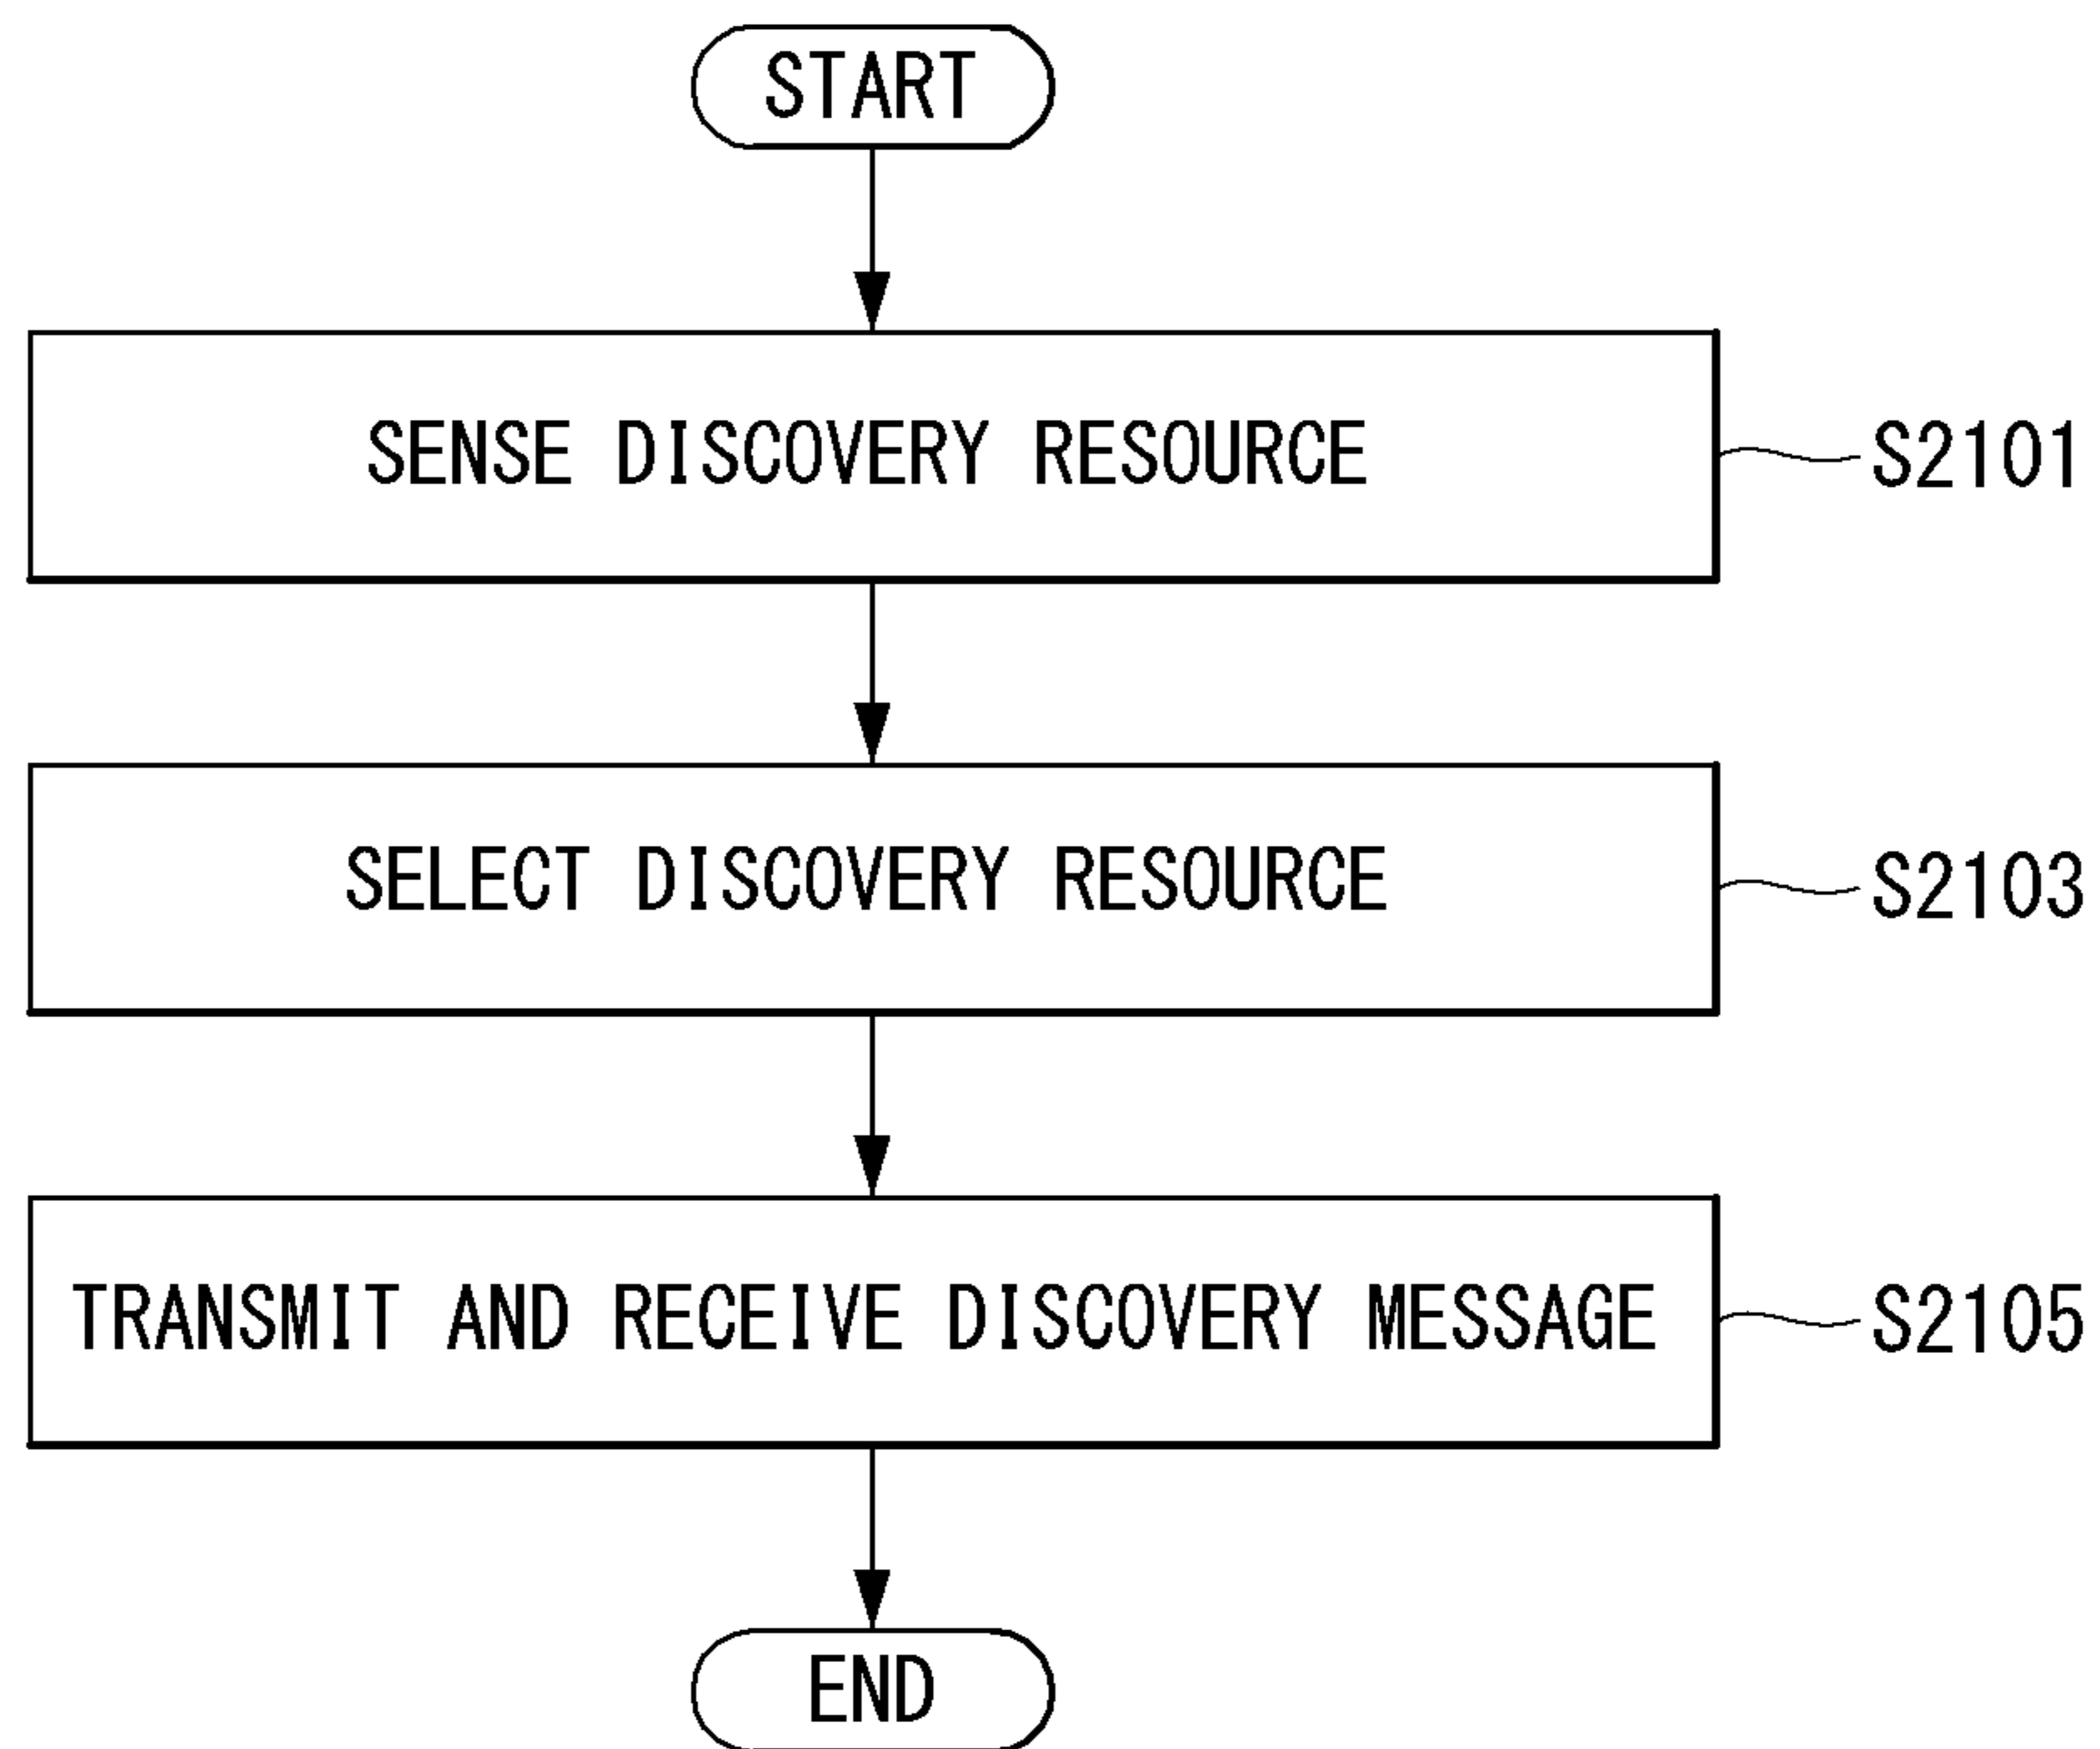 START
SENSE DISCOVERY RESOURCE
S2101
SELECT DISCOVERY RESOURCE
S2103
TRANSMIT AND RECEIVE DISCOVERY MESSAGE
S2105
END